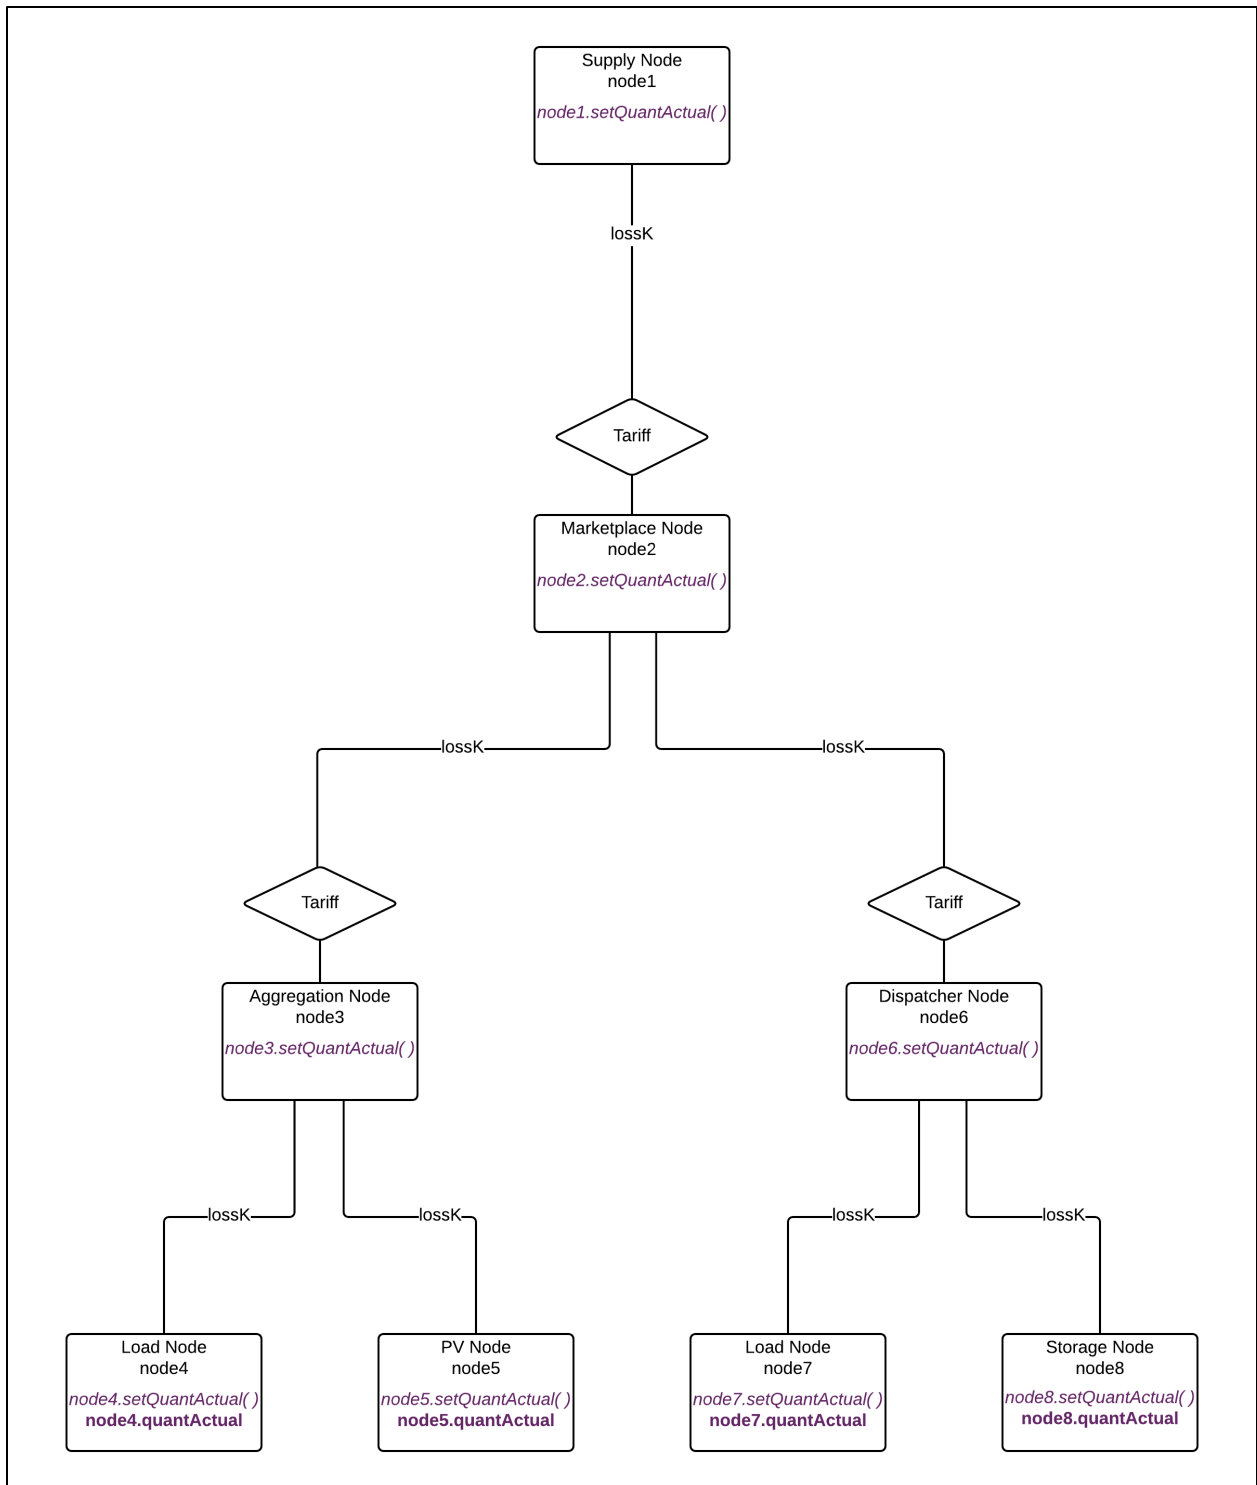 Supply Node
node1
node1.setQuantActual( )
lossK
Tariff
Marketplace Node
node2
node2.setQuantActual( )
lossK
lossK
Tariff
Tariff
Aggregation Node
node3
node3.setQuantActual( )
Dispatcher Node
node6
node6.setQuantActual( )
lossK
lossK
lossK
lossK
Load Node
node4
node4.setQuantActual( )
node4.quantActual
PV Node
node5
node5.setQuantActual( )
node5.quantActual
Load Node
node7
node7.setQuantActual( )
node7.quantActual
Storage Node
node8
node8.setQuantActual( )
node8.quantActual